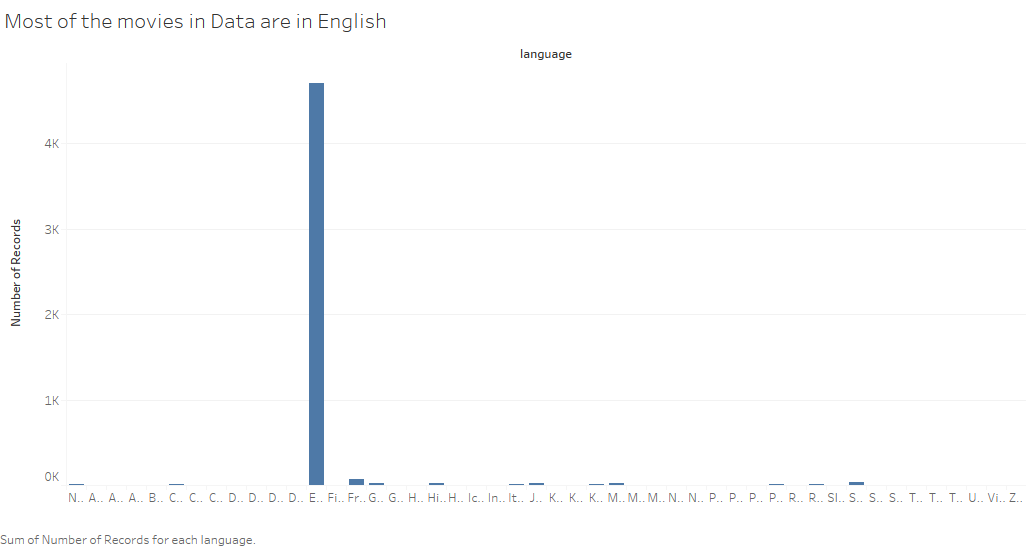 Most of the movies in Data are in English
language
Number of Records
4K
3K
2K
1K
0K
N.. A.. A.. A.. B.. C.. C.. C.. D.. D.. D.. D.. E.. Fi.. Fr.. G.. G.. H.. Hi.. H.. Ic.. In.. It.. J.. K.. K.. K.. M.. M.. M.. N.. N.. P.. P.. P.. P.. R.. R.. Sl.. S.. S.. S.. T.. T.. T.. U.. Vi.. Z..
Sum of Number of Records for each language.